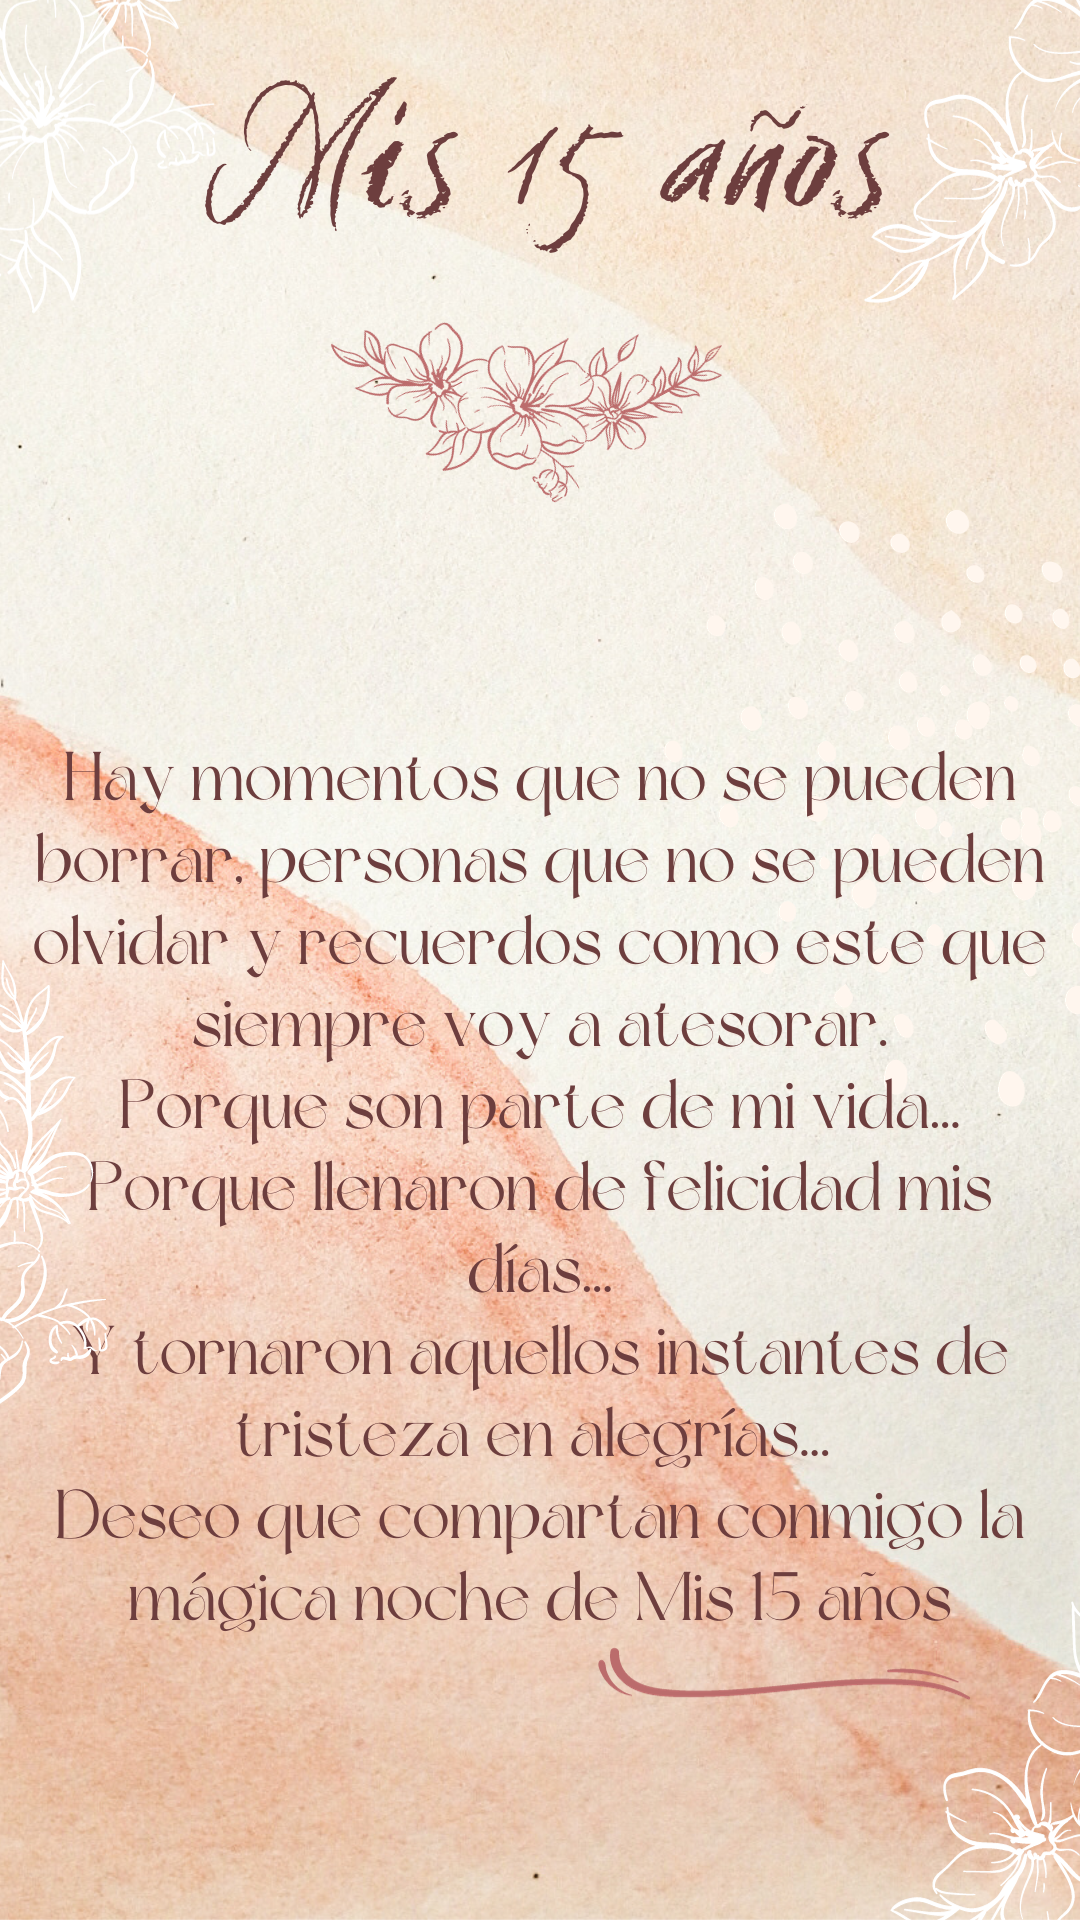 Mis 15 años
Hay momentos que no se pueden
borrar, personas que no se pueden
olvidar y recuerdos como este que
siempre voy a atesorar.
Porque son parte de mi vida...
Porque llenaron de felicidad mis
días...
Y tornaron aquellos instantes de
tristeza en alegrías...
Deseo que compartan conmigo la
mágica noche de Mis 15 años